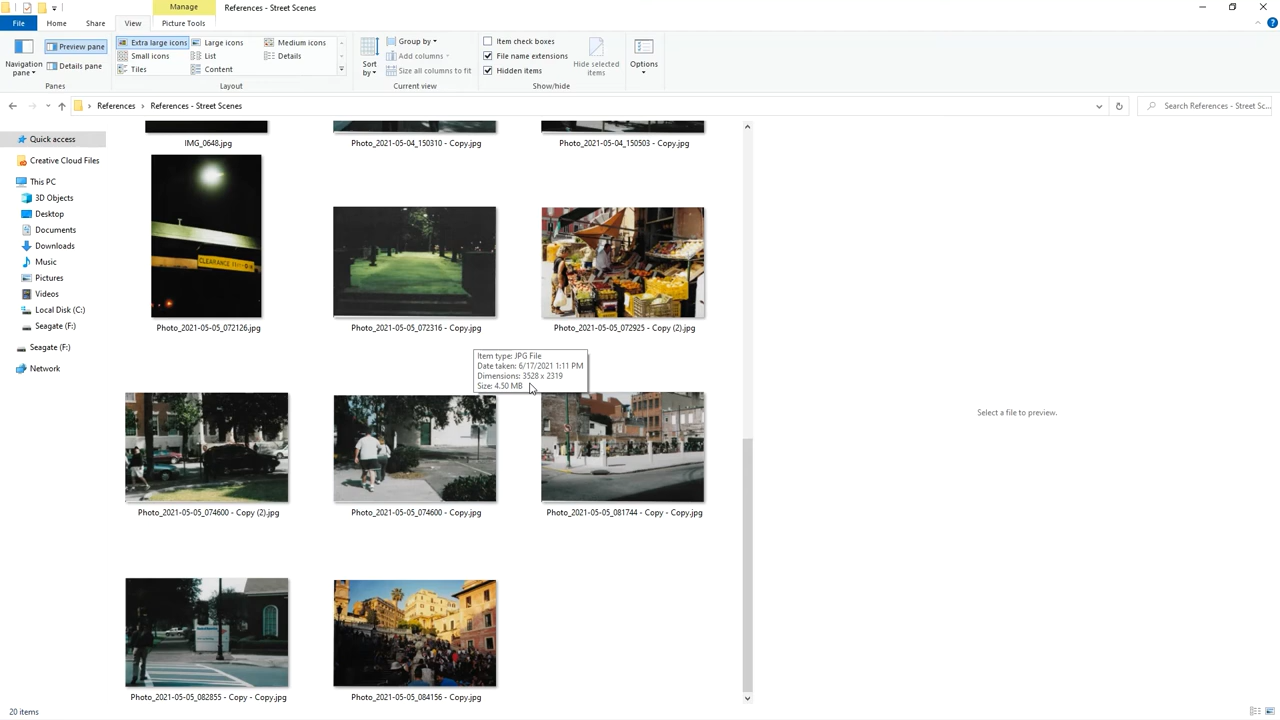 Manage
References - Street Scenes
File
Home
Share
View
Picture Tools
Navigation
pane
Preview pane
Details pane
Panes
Extra large icons
Large icons
Medium icons
Small icons
List
Details
Tiles
Content
Layout
Sort
by
Group by
Add columns
Size all columns to fit
Current view
Item check boxes
File name extensions
Hidden items
Hide selected
items
Show/hide
Options
References
References - Street Scenes
Search References - Street Sc...
Quick access
Creative Cloud Files
This PC
3D Objects
Desktop
Documents
Downloads
Music
Pictures
Videos
Local Disk (C:)
Seagate (F:)
Seagate (F:)
Network
IMG_0648.jpg
Photo_2021-05-04_150310 - Copy.jpg
Photo_2021-05-04_150503 - Copy.jpg
CLEARANCE
Photo_2021-05-05_072126.jpg
Photo_2021-05-05_072316 - Copy.jpg
Photo_2021-05-05_072925 - Copy (2).jpg
Item type: JPG File
Date taken: 6/17/2021 1:11 PM
Dimensions: 3528 x 2319
Size: 4.50 MB
Photo_2021-05-05_074600 - Copy (2).jpg
Photo_2021-05-05_074600 - Copy.jpg
Photo_2021-05-05_081744 - Copy - Copy.jpg
Photo_2021-05-05_082855 - Copy - Copy.jpg
Photo_2021-05-05_084156 - Copy.jpg
Select a file to preview.
20 items